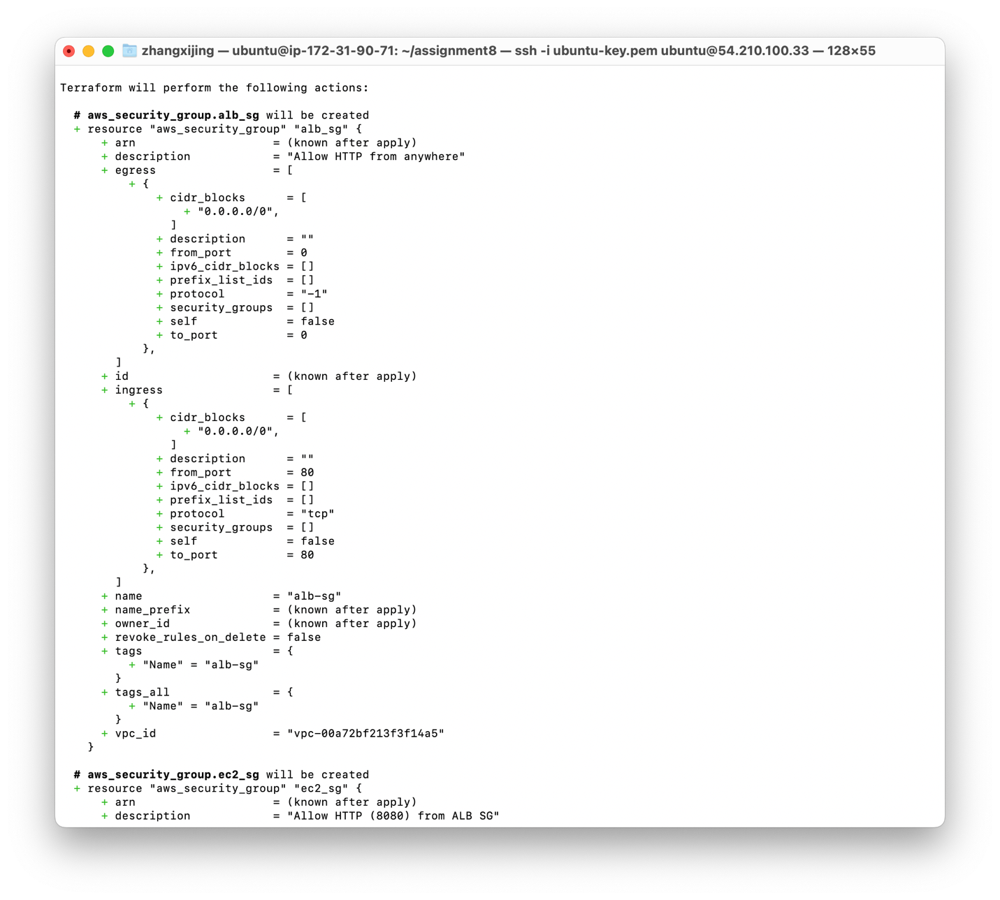 zhangxijing — ubuntu@ip-172-31-90-71: ~/assignment8 — ssh -i ubuntu-key.pem ubuntu@54.210.100.33 — 128×55
Terraform will perform the following actions:
# aws_security_group.alb_sg will be created
+ resource "aws_security_group" "alb_sg" {
+ arn = (known after apply)
+ description = "Allow HTTP from anywhere"
+ egress = [
+ {
+ cidr_blocks = [
+ "0.0.0.0/0",
]
+ description = ""
+ from_port = 0
+ ipv6_cidr_blocks = []
+ prefix_list_ids = []
+ protocol = "-1"
+ security_groups = []
+ self = false
+ to_port = 0
},
]
+ id = (known after apply)
+ ingress = [
+ {
+ cidr_blocks = [
+ "0.0.0.0/0",
]
+ description = ""
+ from_port = 80
+ ipv6_cidr_blocks = []
+ prefix_list_ids = []
+ protocol = "tcp"
+ security_groups = []
+ self = false
+ to_port = 80
},
]
+ name = "alb-sg"
+ name_prefix = (known after apply)
+ owner_id = (known after apply)
+ revoke_rules_on_delete = false
+ tags = {
+ "Name" = "alb-sg"
}
+ tags_all = {
+ "Name" = "alb-sg"
}
+ vpc_id = "vpc-00a72bf213f3f14a5"
}
# aws_security_group.ec2_sg will be created
+ resource "aws_security_group" "ec2_sg" {
+ arn = (known after apply)
+ description = "Allow HTTP (8080) from ALB SG"